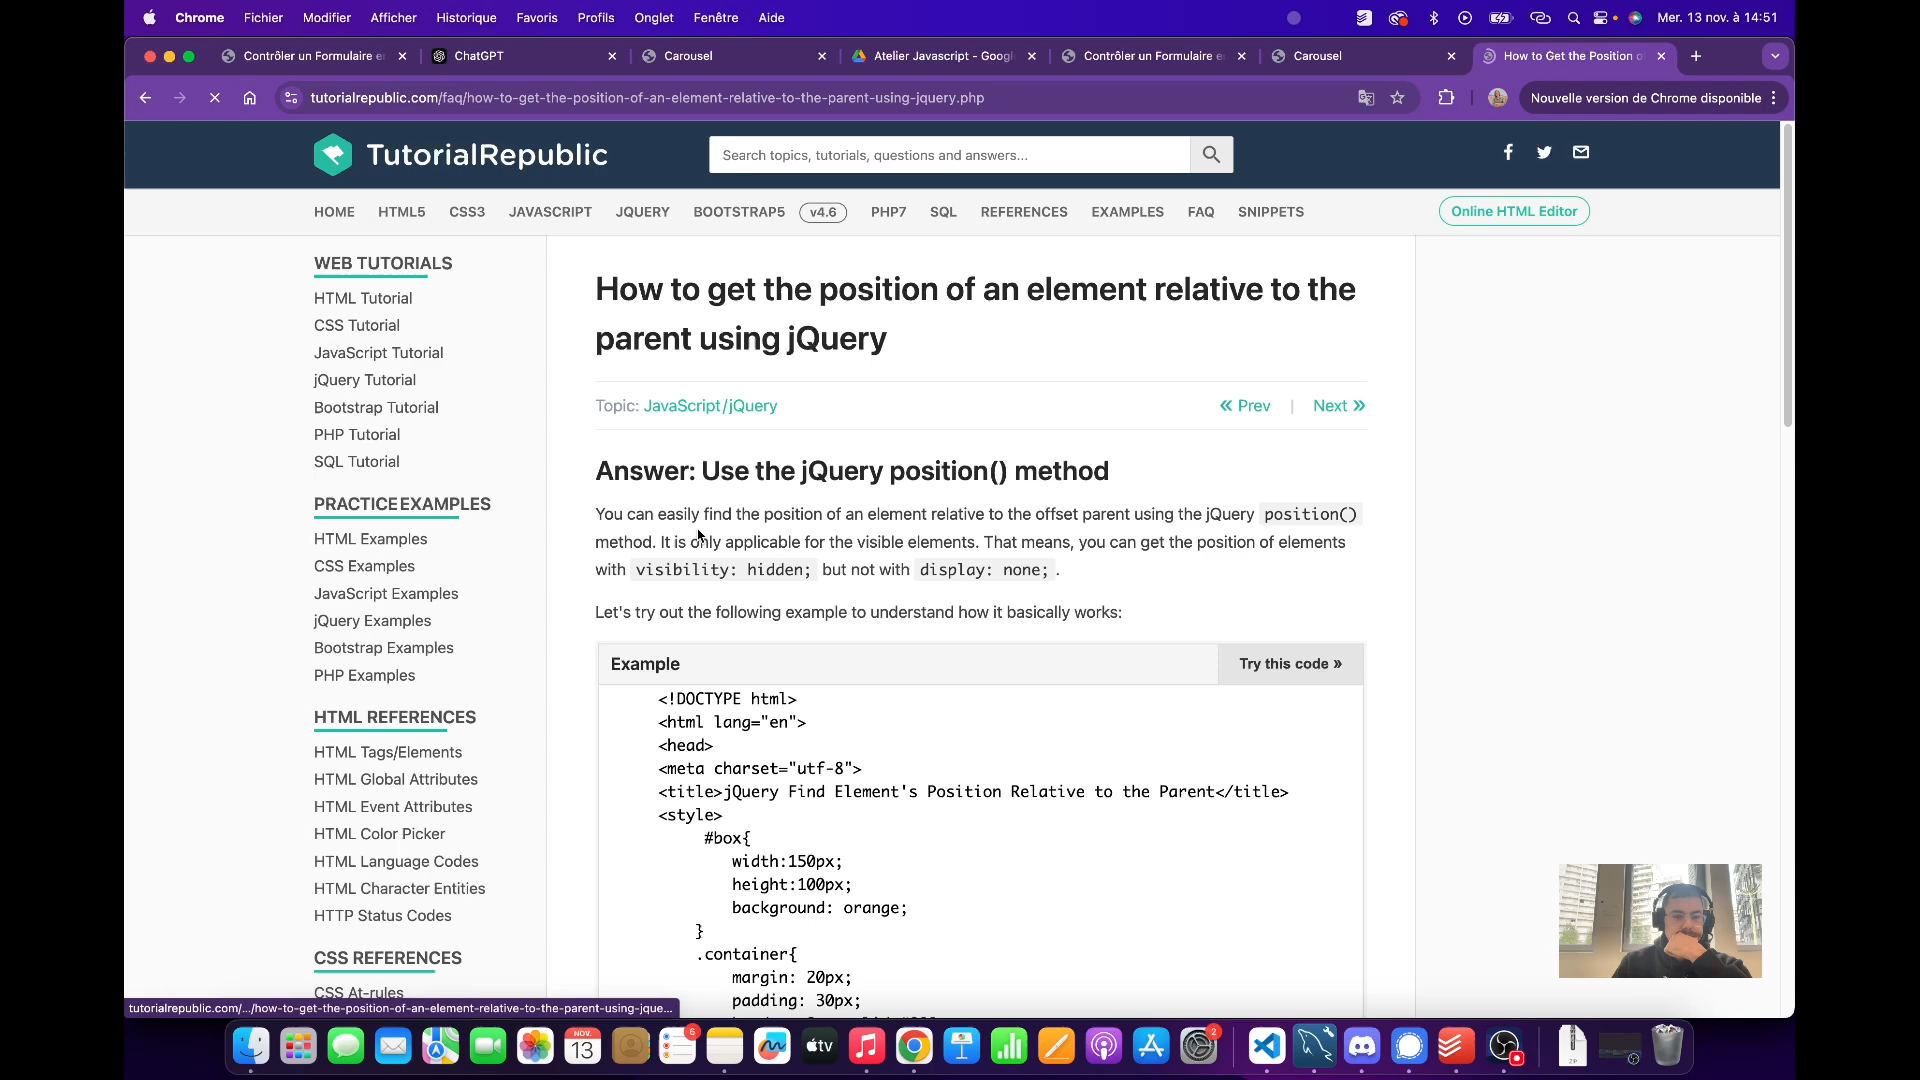 Chrome Fichier Modifier Afficher Historique Favoris Profils Onglet Fenêtre Aide Mer. 13 nov. à 14:51
Contrôler un Formulaire e ChatGPT Carousel Atelier Javascript - Googl Contrôler un Formulaire e Carousel How to Get the Position o
tutorialrepublic.com/faq/how-to-get-the-position-of-an-element-relative-to-the-parent-using-jquery.php Nouvelle version de Chrome disponible
TutorialRepublic Search topics, tutorials, questions and answers...
HOME HTML5 CSS3 JAVASCRIPT JQUERY BOOTSTRAP5 v4.6 PHP7 SQL REFERENCES EXAMPLES FAQ SNIPPETS Online HTML Editor
WEB TUTORIALS
HTML Tutorial
CSS Tutorial
JavaScript Tutorial
jQuery Tutorial
Bootstrap Tutorial
PHP Tutorial
SQL Tutorial
PRACTICE EXAMPLES
HTML Examples
CSS Examples
JavaScript Examples
jQuery Examples
Bootstrap Examples
PHP Examples
HTML REFERENCES
HTML Tags/Elements
HTML Global Attributes
HTML Event Attributes
HTML Color Picker
HTML Language Codes
HTML Character Entities
HTTP Status Codes
CSS REFERENCES
CSS At-rules
How to get the position of an element relative to the
parent using jQuery
Topic: JavaScript/jQuery « Prev | Next »
Answer: Use the jQuery position() method
You can easily find the position of an element relative to the offset parent using the jQuery position()
method. It is only applicable for the visible elements. That means, you can get the position of elements
with visibility: hidden; but not with display: none; .
Let's try out the following example to understand how it basically works:
Example Try this code »
<!DOCTYPE html>
<html lang="en">
<head>
<meta charset="utf-8">
<title>jQuery Find Element's Position Relative to the Parent</title>
<style>
#box{
width:150px;
height:100px;
background: orange;
}
.container{
margin: 20px;
padding: 30px;
tutorialrepublic.com/.../how-to-get-the-position-of-an-element-relative-to-the-parent-using-jque...
NOV.
13
6
tv
2
ZIP